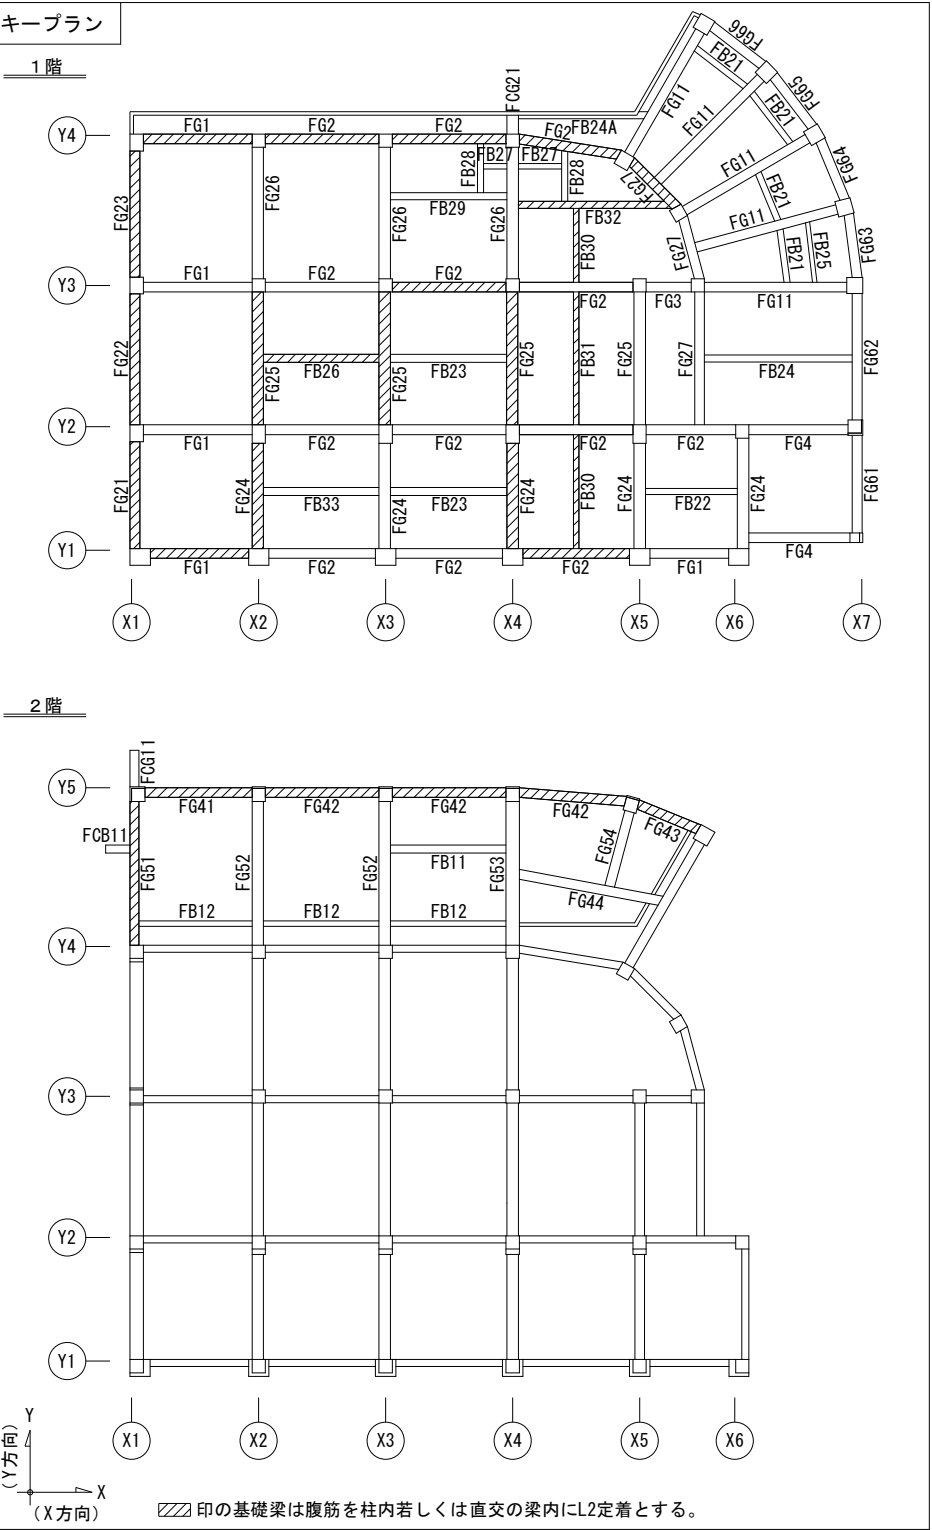 キープラン
1階
FCG21
FG66
FB21
FG65
FG11
FG11
FB21
Y4
FG1
FG2
FG2
FG2
FB24A
FB28
FB27
FB27
FB28
FG27
FG11
FG64
FG23
FG26
FG26
FB29
FG26
FB32
FB30
FG27
FG11
FB21
FB21
FB25
FG63
Y3
FG1
FG2
FG2
FG2
FG3
FG11
FG22
FG25
FB26
FG25
FB23
FG25
FB31
FG25
FG27
FB24
FG62
Y2
FG1
FG2
FG2
FG2
FG2
FG4
FG21
FG24
FB33
FG24
FB23
FG24
FB30
FG24
FB22
FG24
FG61
Y1
FG1
FG2
FG2
FG2
FG1
FG4
X1
X2
X3
X4
X5
X6
X7
2階
FCG11
Y5
FG41
FG42
FG42
FG42
FG43
FCB11
FG51
FG52
FG52
FB11
FG53
FG54
FG44
FB12
FB12
FB12
Y4
Y3
Y2
Y1
X1
X2
X3
X4
X5
X6
Y
(Y方向)
X
(X方向)
印の基礎梁は腹筋を柱内若しくは直交の梁内にL2定着とする。